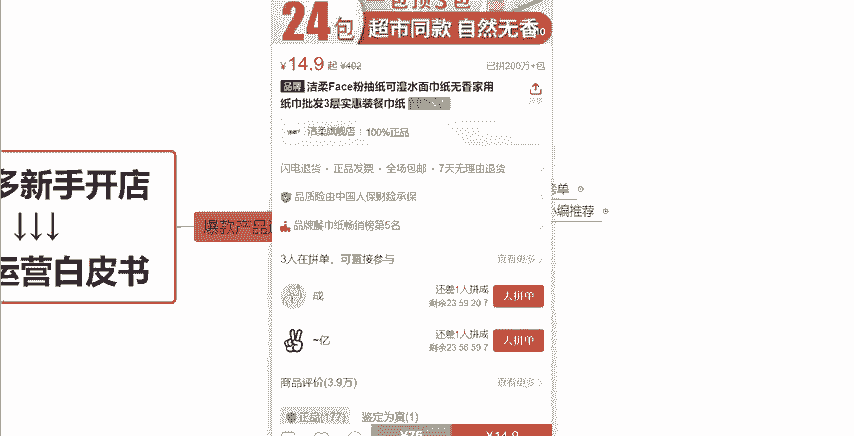 24包
超市同款 自然无香
¥14.9起 ¥402
已拼200万+包
品牌 洁柔Face粉抽纸可湿水面巾纸无香家用
纸巾批发3层实惠装餐巾纸
洁柔旗舰店 100%正品
闪电退货 · 正品发票 · 全场包邮 · 7天无理由退货
品质险由中国人保财险承保
品牌餐巾纸畅销榜第5名
3人在拼单，可直接参与
查看更多
成
还差1人拼成
剩余23:59:20.7
去拼单
~亿
还差1人拼成
剩余23:56:59.7
去拼单
商品评价(3.9万)
查看更多
正品(177)
鉴定为真(1)
¥14.9
多新手开店
↓↓↓
运营白皮书
爆款产品
榜单
小编推荐